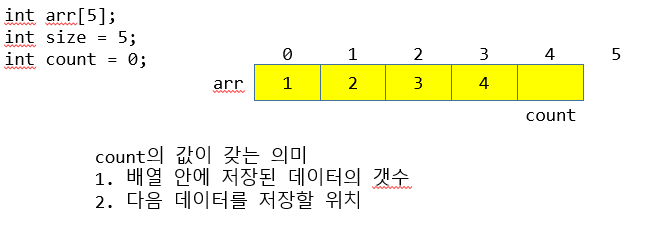 int arr[5];
int size = 5;
int count = 0;
0 1 2 3 4 5
arr 1 2 3 4
count
count의 값이 갖는 의미
1. 배열 안에 저장된 데이터의 갯수
2. 다음 데이터를 저장할 위치